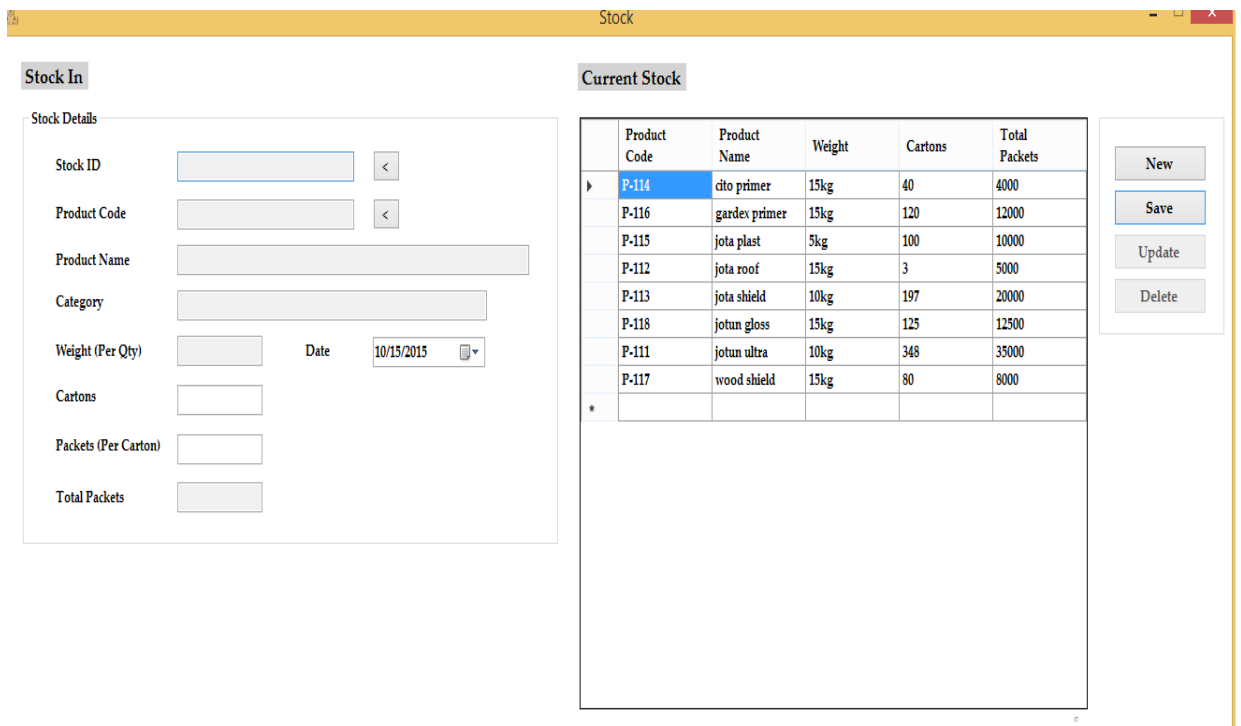 Stock
X
Stock In
Current Stock
Stock Details
Stock ID
<
Product Code
<
Product Name
Category
Weight (Per Qty)
Date
10/15/2015
Cartons
Packets (Per Carton)
Total Packets
Product Code Product Name Weight Cartons Total Packets
P-114 cito primer 15kg 40 4000
P-116 gardex primer 15kg 120 12000
P-115 jota plast 5kg 100 10000
P-112 jota roof 15kg 3 5000
P-113 jota shield 10kg 197 20000
P-118 jotun gloss 15kg 125 12500
P-111 jotun ultra 10kg 348 35000
P-117 wood shield 15kg 80 8000
*
New
Save
Update
Delete